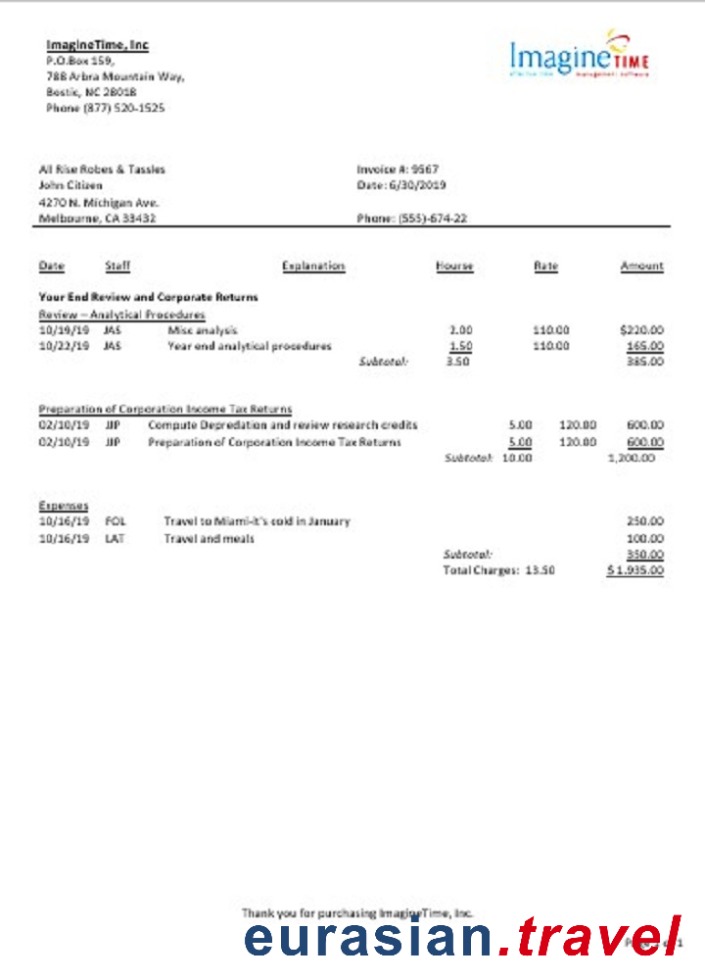 ImagineTime, Inc
P.O.Box 159,
788 Arbra Mountain Way,
Bostic, NC 28018
Phone (877) 520-1525
ImagineTIME
management software
All Rise Robes & Tassles
John Citizen
4270 N. Michigan Ave.
Melbourne, CA 33432
Invoice #: 9567
Date: 6/30/2019
Phone: (555)-674-22
Date Staff Explanation Hourse Rate Amount
Your End Review and Corporate Returns
Review – Analytical Procedures
10/19/19 JAS Misc analysis 2.00 110.00 $220.00
10/22/19 JAS Year end analytical procedures 1.50 110.00 165.00
Subtotal: 3.50 385.00
Preparation of Corporation Income Tax Returns
02/10/19 JJP Compute Depredation and review research credits 5.00 120.00 600.00
02/10/19 JJP Preparation of Corporation Income Tax Returns 5.00 120.00 600.00
Subtotal: 10.00 1,200.00
Expenses
10/16/19 FOL Travel to Miami-it's cold in January 250.00
10/16/19 LAT Travel and meals 100.00
Subtotal: 350.00
Total Charges: 13.50 $1.935.00
Thank you for purchasing ImagineTime, Inc.
eurasian.travel